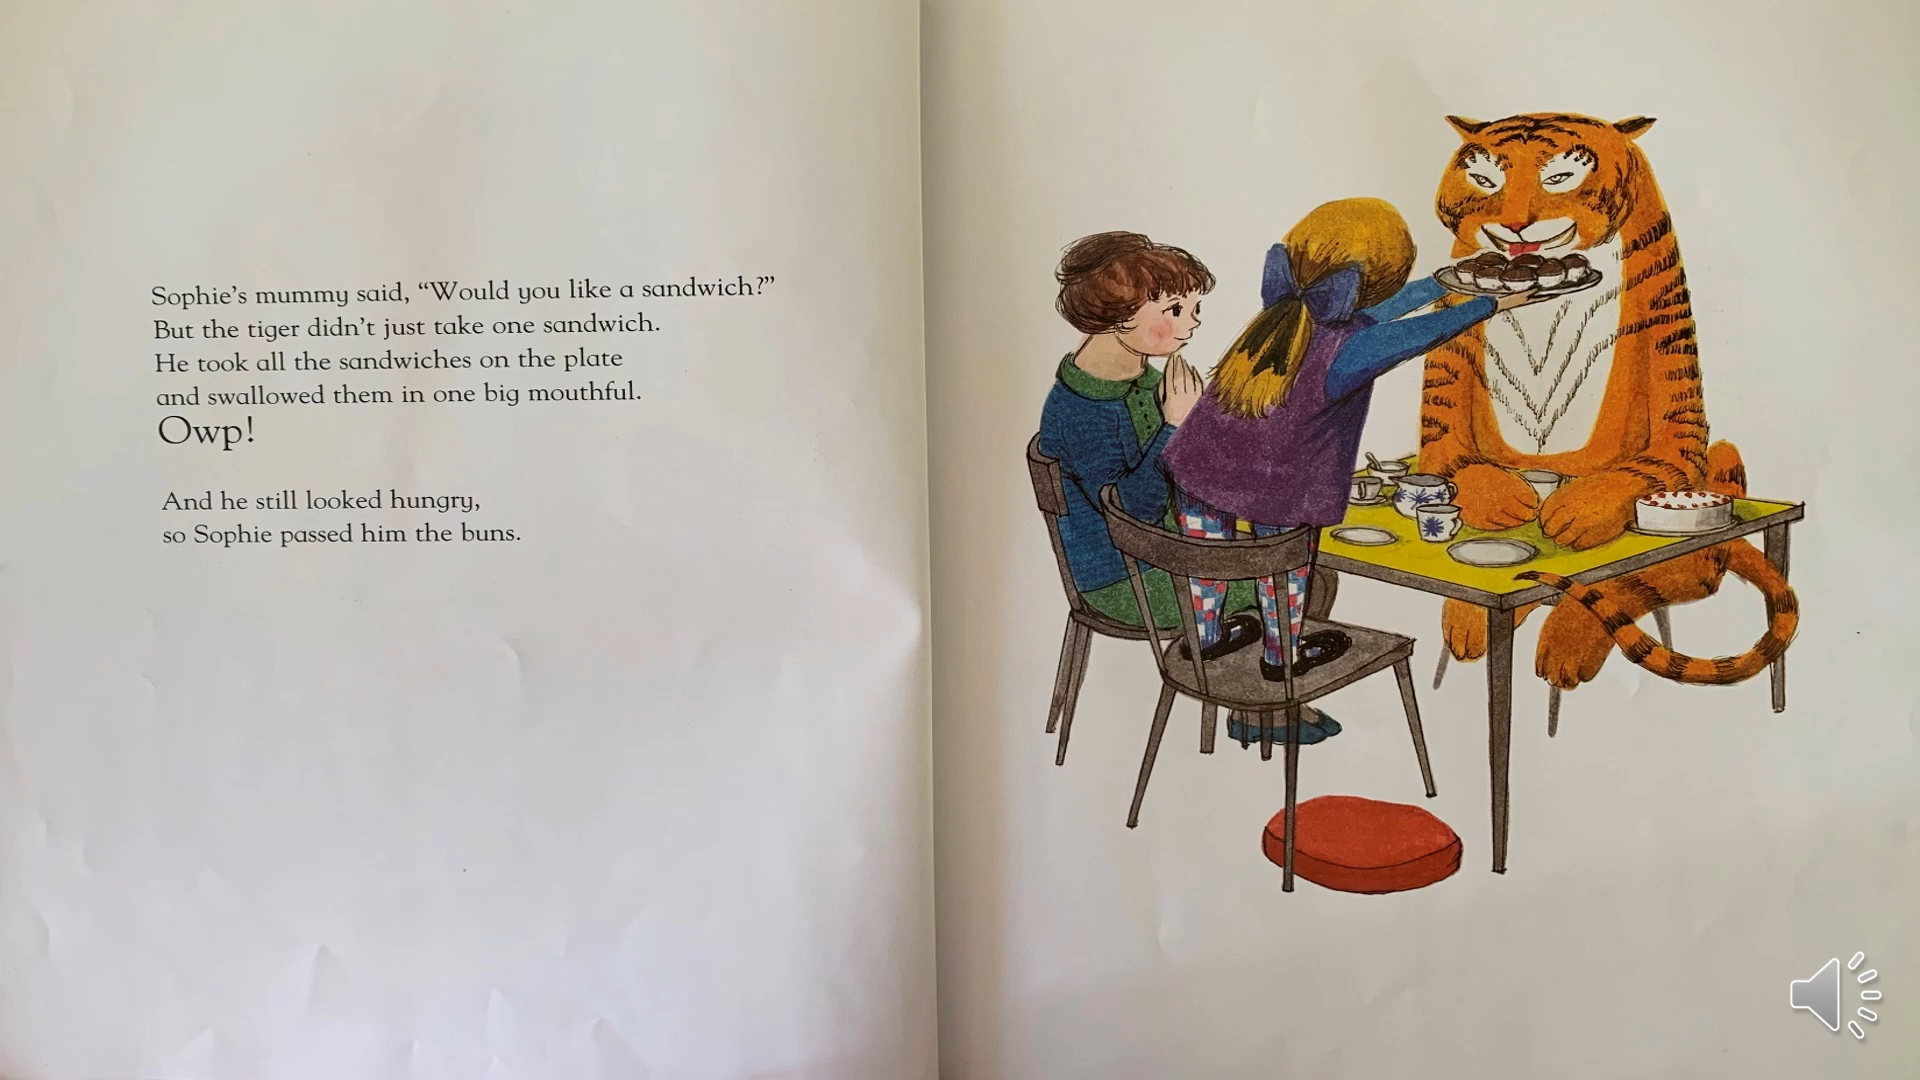 Sophie’s mummy said, “Would you like a sandwich?”
But the tiger didn’t just take one sandwich.
He took all the sandwiches on the plate
and swallowed them in one big mouthful.
Owp!
And he still looked hungry,
so Sophie passed him the buns.